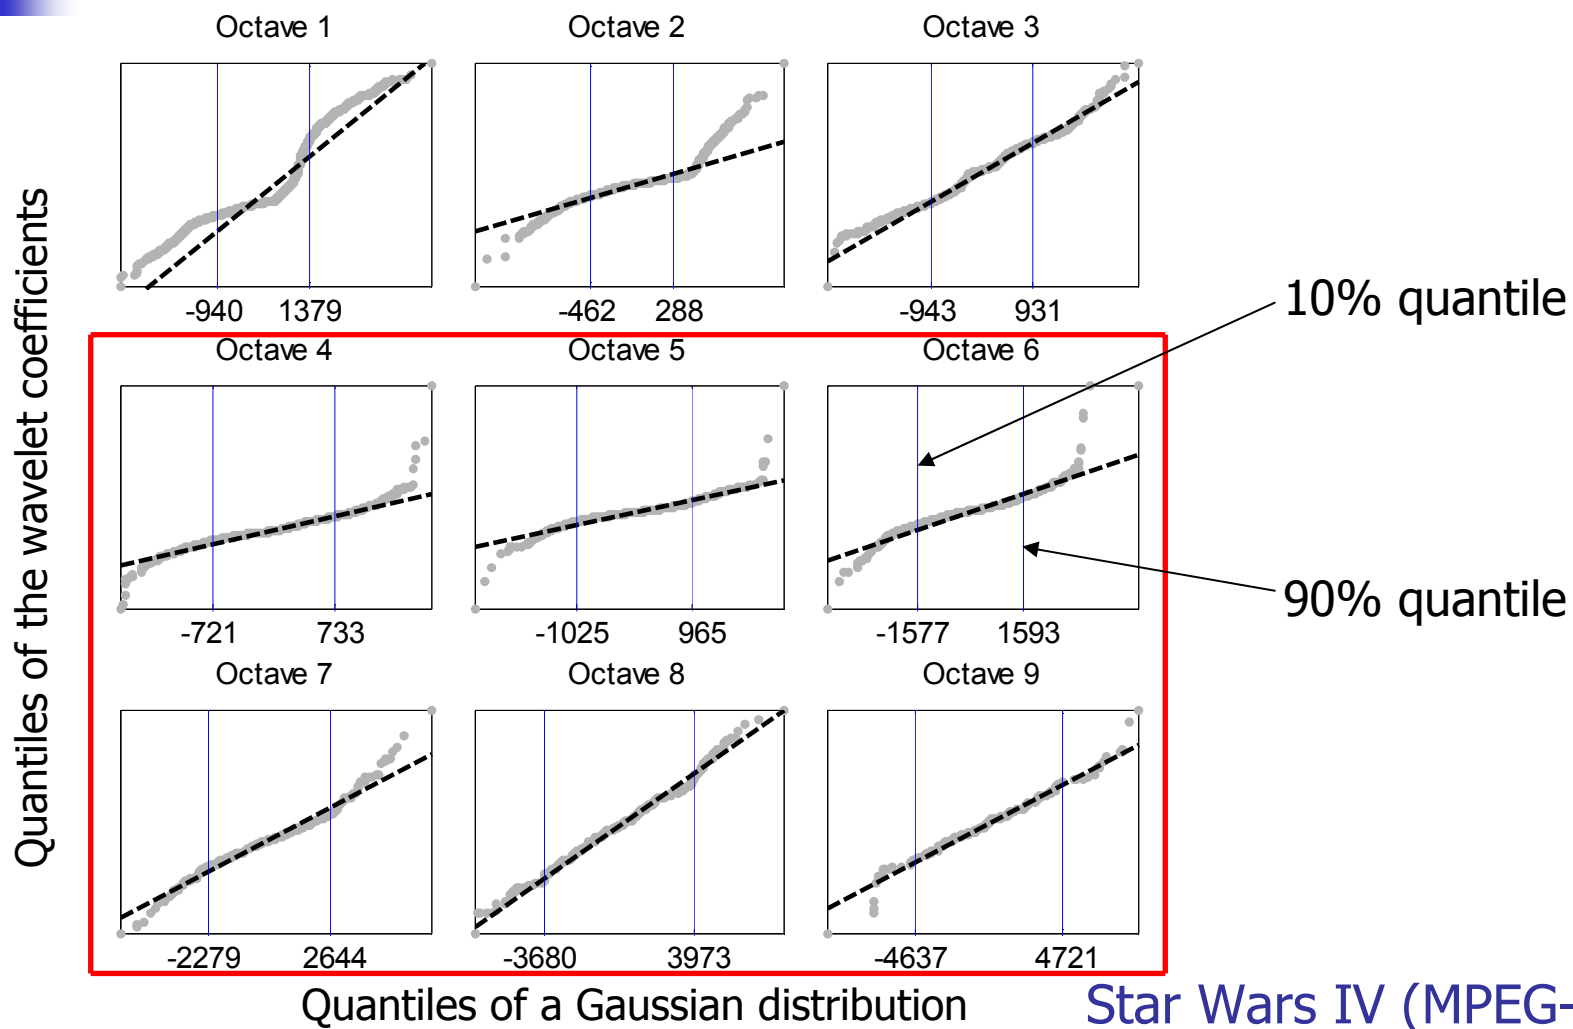 Octave 1 Octave 2 Octave 3
-940 1379 -462 288 -943 931
10% quantile
Octave 4 Octave 5 Octave 6
-721 733 -1025 965 -1577 1593
90% quantile
Octave 7 Octave 8 Octave 9
-2279 2644 -3680 3973 -4637 4721
Quantiles of the wavelet coefficients
Quantiles of a Gaussian distribution
Star Wars IV (MPEG-